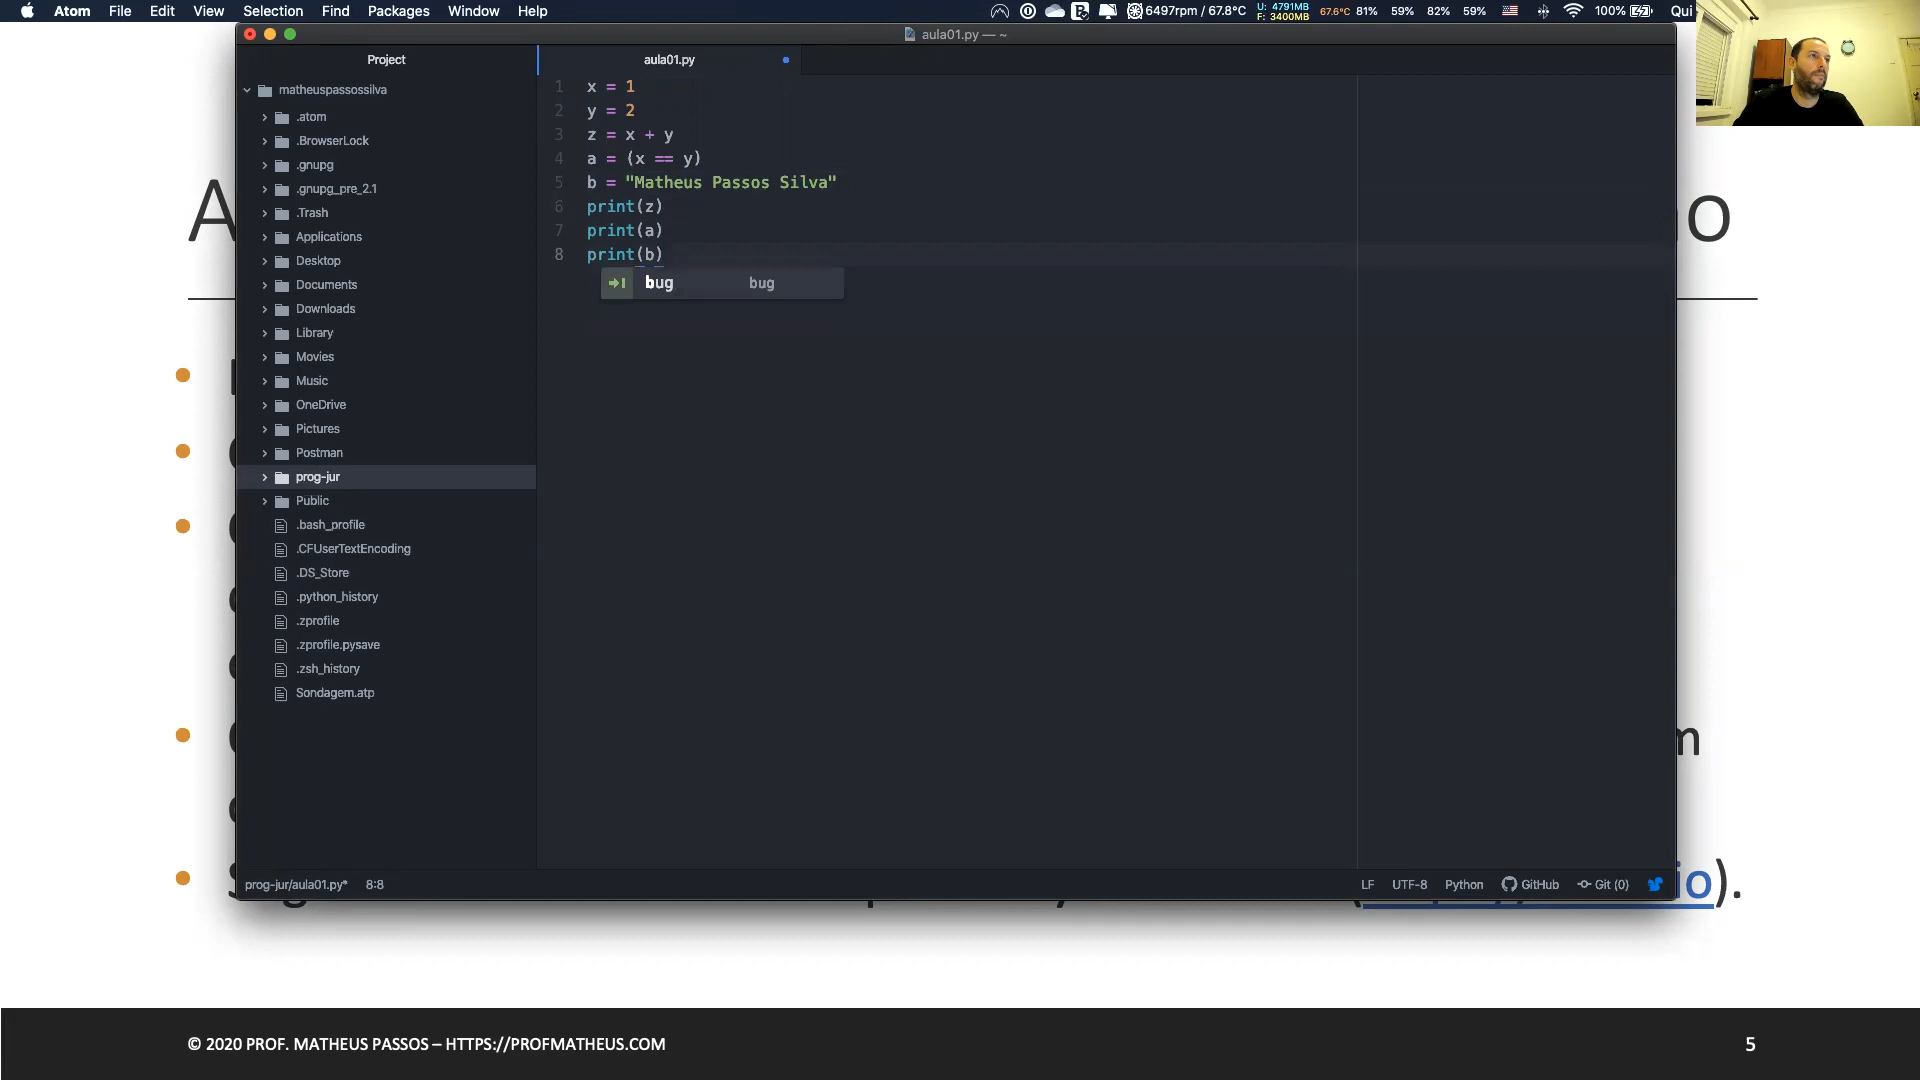 Atom File Edit View Selection Find Packages Window Help 6497rpm / 67.8°C U: 4791MB F: 3400MB 67.6°C 81% 59% 82% 59% 100% Qui
aula01.py — ~
Project
aula01.py
matheuspassossilva
.atom
.BrowserLock
.gnupg
.gnupg_pre_2.1
.Trash
Applications
Desktop
Documents
Downloads
Library
Movies
Music
OneDrive
Pictures
Postman
prog-jur
Public
.bash_profile
.CFUserTextEncoding
.DS_Store
.python_history
.zprofile
.zprofile.pysave
.zsh_history
Sondagem.atp
1 x = 1
2 y = 2
3 z = x + y
4 a = (x == y)
5 b = "Matheus Passos Silva"
6 print(z)
7 print(a)
8 print(b)
bug bug
prog-jur/aula01.py* 8:8 LF UTF-8 Python GitHub Git (0)
© 2020 PROF. MATHEUS PASSOS – HTTPS://PROFMATHEUS.COM 5